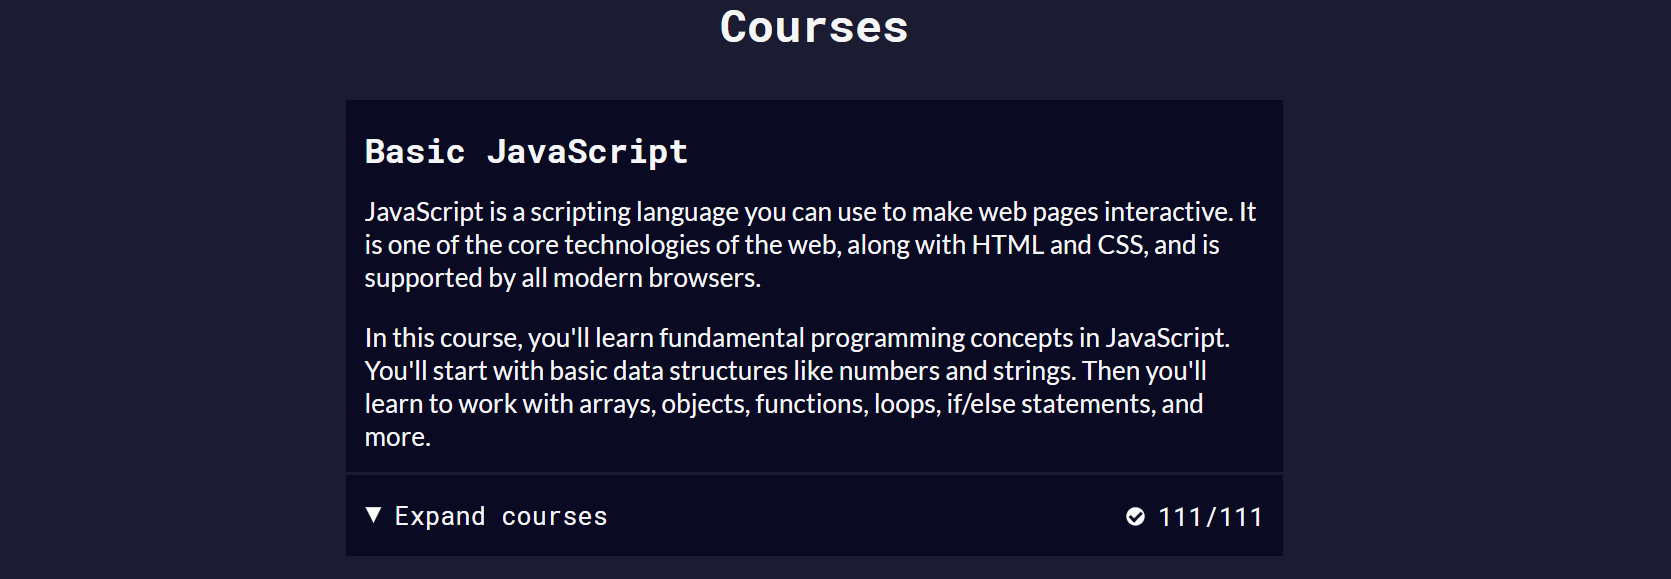 Courses
Basic JavaScript
JavaScript is a scripting language you can use to make web pages interactive. It
is one of the core technologies of the web, along with HTML and CSS, and is
supported by all modern browsers.
In this course, you'll learn fundamental programming concepts in JavaScript.
You'll start with basic data structures like numbers and strings. Then you'll
learn to work with arrays, objects, functions, loops, if/else statements, and
more.
Expand courses 111/111